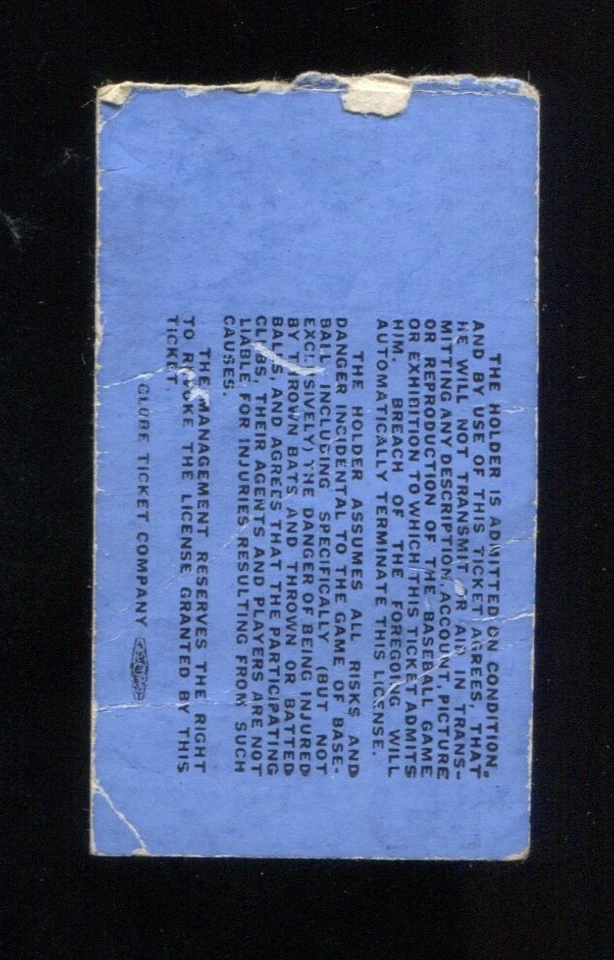 THE HOLDER IS ADMITTED ON CONDITION,
AND BY USE OF THIS TICKET AGREES, THAT
HE WILL NOT TRANSMIT OR AID IN TRANS-
MITTING ANY DESCRIPTION, ACCOUNT, PICTURE
OR REPRODUCTION OF THE BASEBALL GAME
OR EXHIBITION TO WHICH THIS TICKET ADMITS
HIM. BREACH OF THE FOREGOING WILL
AUTOMATICALLY TERMINATE THIS LICENSE.
THE HOLDER ASSUMES ALL RISKS AND
DANGER INCIDENTAL TO THE GAME OF BASE-
BALL INCLUDING SPECIFICALLY (BUT NOT
EXCLUSIVELY) THE DANGER OF BEING INJURED
BY THROWN BATS AND THROWN OR BATTED
BALLS, AND AGREES THAT THE PARTICIPATING
CLUBS, THEIR AGENTS AND PLAYERS ARE NOT
LIABLE FOR INJURIES RESULTING FROM SUCH
CAUSES.
THE MANAGEMENT RESERVES THE RIGHT
TO REVOKE THE LICENSE GRANTED BY THIS
TICKET.
GLOBE TICKET COMPANY